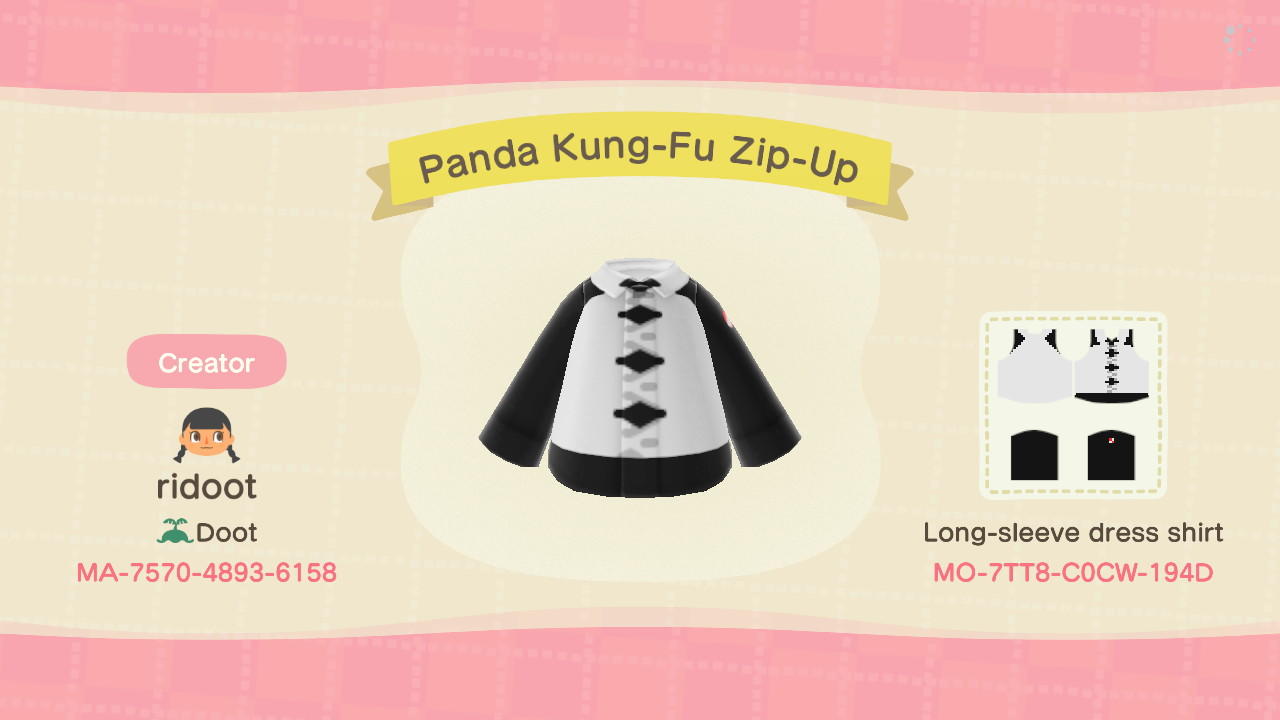 Panda Kung-Fu Zip-Up
Creator
ridoot
Doot
MA-7570-4893-6158
Long-sleeve dress shirt
MO-7TT8-C0CW-194D